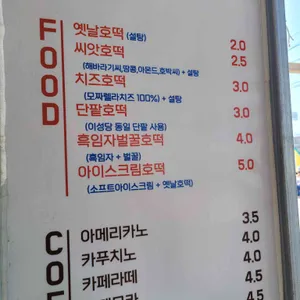 FOOD
옛날호떡 (설탕) 2.0
씨앗호떡 2.5
(해바라기씨,땅콩,아몬드,호박씨) + 설탕
치즈호떡 3.0
(모짜렐라치즈 100%) + 설탕
단팥호떡 3.0
(이성당 동일 단팥 사용)
흑임자벌꿀호떡 4.0
(흑임자 + 벌꿀)
아이스크림호떡 5.0
(소프트아이스크림 + 옛날호떡)
COF
아메리카노 3.5
카푸치노 4.0
카페라떼 4.0
4.5
4.5